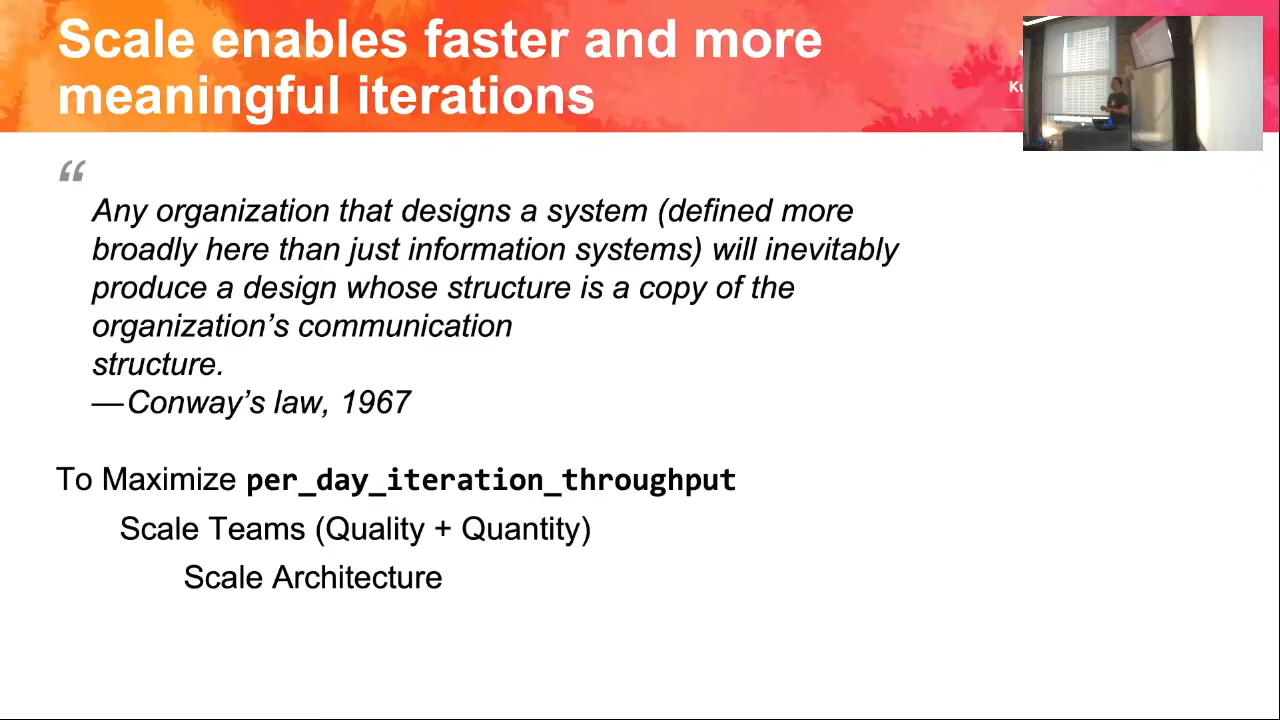 Scale enables faster and more
meaningful iterations
“
Any organization that designs a system (defined more
broadly here than just information systems) will inevitably
produce a design whose structure is a copy of the
organization’s communication
structure.
—Conway’s law, 1967
To Maximize per_day_iteration_throughput
Scale Teams (Quality + Quantity)
Scale Architecture